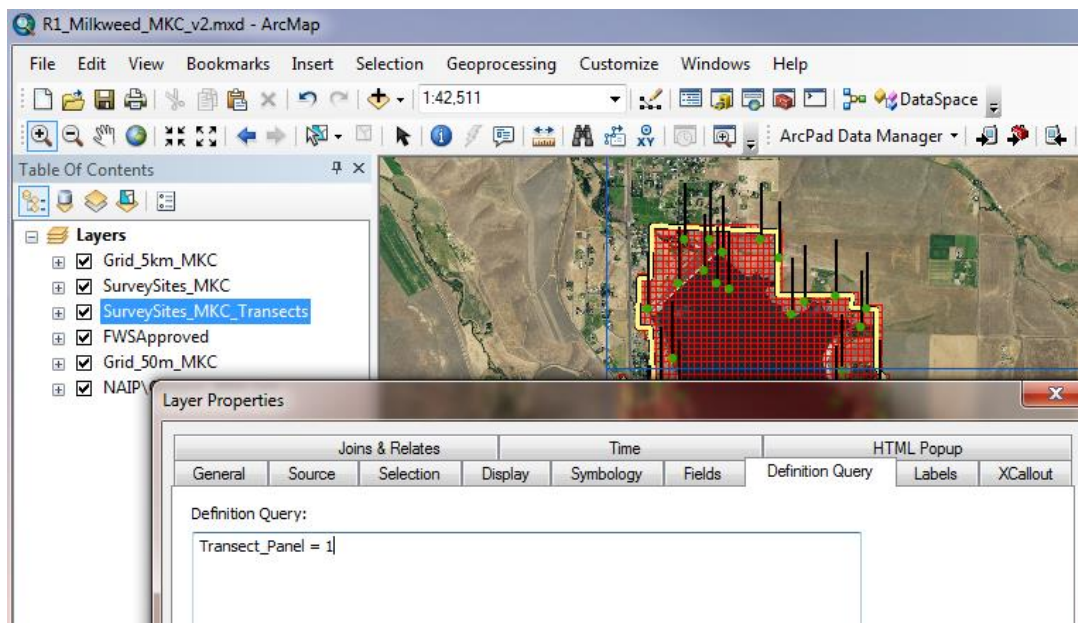 R1_Milkweed_MKC_v2.mxd - ArcMap
File Edit View Bookmarks Insert Selection Geoprocessing Customize Windows Help
1:42,511 DataSpace
XY ArcPad Data Manager
Table Of Contents
Layers
Grid_5km_MKC
SurveySites_MKC
SurveySites_MKC_Transects
FWSApproved
Grid_50m_MKC
NAIP\
Layer Properties
Joins & Relates Time HTML Popup
General Source Selection Display Symbology Fields Definition Query Labels XCallout
Definition Query:
Transect_Panel = 1